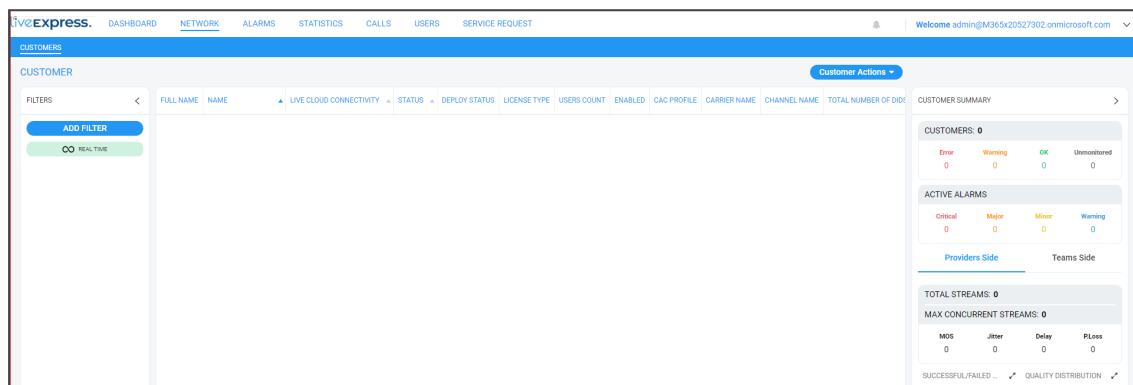 liveExpress. DASHBOARD NETWORK ALARMS STATISTICS CALLS USERS SERVICE REQUEST Welcome admin@M365x20527302.onmicrosoft.com
CUSTOMERS
CUSTOMER Customer Actions
FILTERS FULL NAME NAME LIVE CLOUD CONNECTIVITY STATUS DEPLOY STATUS LICENSE TYPE USERS COUNT ENABLED CAC PROFILE CARRIER NAME CHANNEL NAME TOTAL NUMBER OF DIDS CUSTOMER SUMMARY
ADD FILTER
REAL TIME
CUSTOMERS: 0
Error Warning OK Unmonitored
0 0 0 0
ACTIVE ALARMS
Critical Major Minor Warning
0 0 0 0
Providers Side Teams Side
TOTAL STREAMS: 0
MAX CONCURRENT STREAMS: 0
MOS Jitter Delay P.Loss
0 0 0 0
SUCCESSFUL/FAILED ... QUALITY DISTRIBUTION